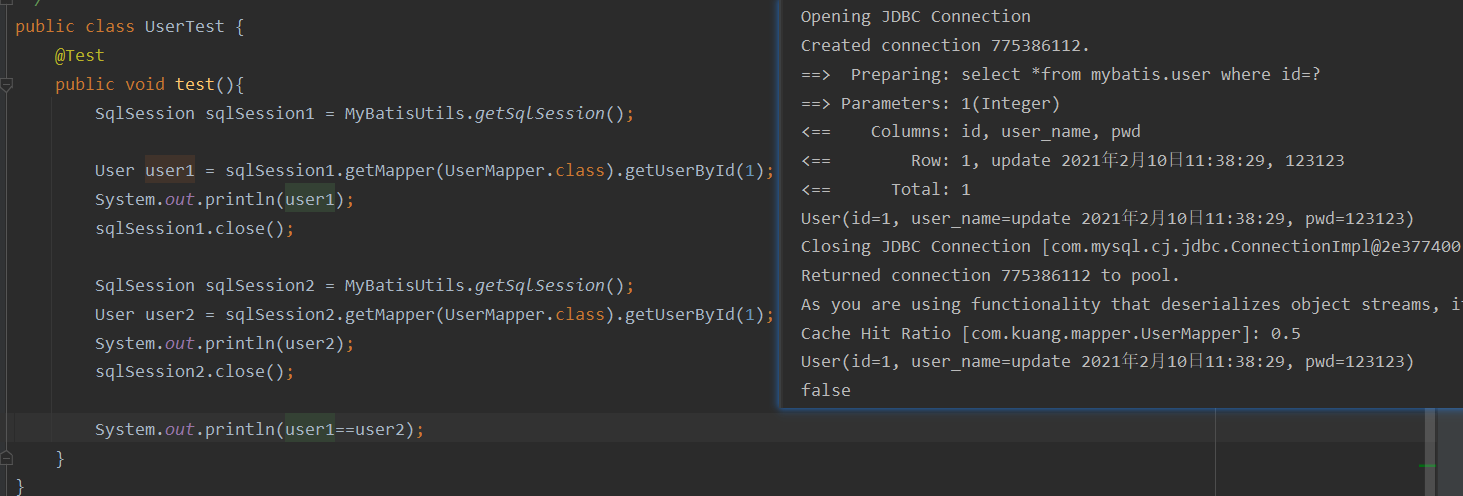 public class UserTest {
@Test
public void test(){
SqlSession sqlSession1 = MyBatisUtils.getSqlSession();
User user1 = sqlSession1.getMapper(UserMapper.class).getUserById(1);
System.out.println(user1);
sqlSession1.close();
SqlSession sqlSession2 = MyBatisUtils.getSqlSession();
User user2 = sqlSession2.getMapper(UserMapper.class).getUserById(1);
System.out.println(user2);
sqlSession2.close();
System.out.println(user1==user2);
}
}
Opening JDBC Connection
Created connection 775386112.
==>  Preparing: select *from mybatis.user where id=?
==> Parameters: 1(Integer)
<==    Columns: id, user_name, pwd
<==        Row: 1, update 2021年2月10日11:38:29, 123123
<==      Total: 1
User(id=1, user_name=update 2021年2月10日11:38:29, pwd=123123)
Closing JDBC Connection [com.mysql.cj.jdbc.ConnectionImpl@2e377400
Returned connection 775386112 to pool.
As you are using functionality that deserializes object streams, i
Cache Hit Ratio [com.kuang.mapper.UserMapper]: 0.5
User(id=1, user_name=update 2021年2月10日11:38:29, pwd=123123)
false